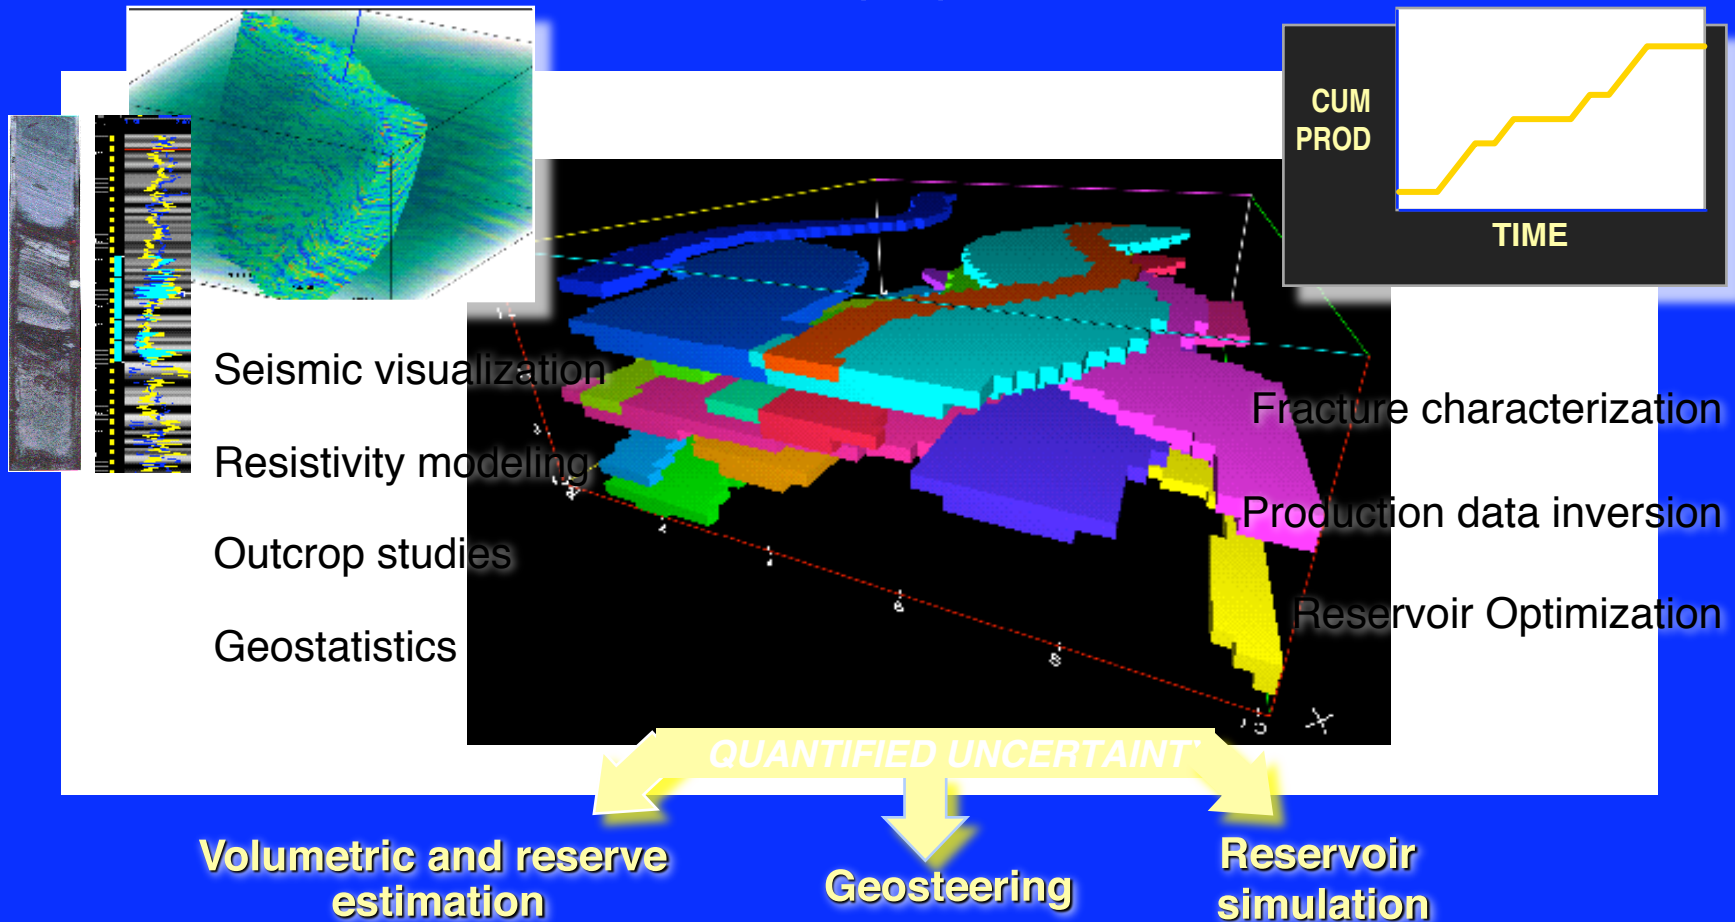 CUM
PROD
TIME
Seismic visualization
Resistivity modeling
Outcrop studies
Geostatistics
Fracture characterization
Production data inversion
Reservoir Optimization
X
QUANTIFIED UNCERTAINT
Volumetric and reserve
estimation
Geosteering
Reservoir
simulation